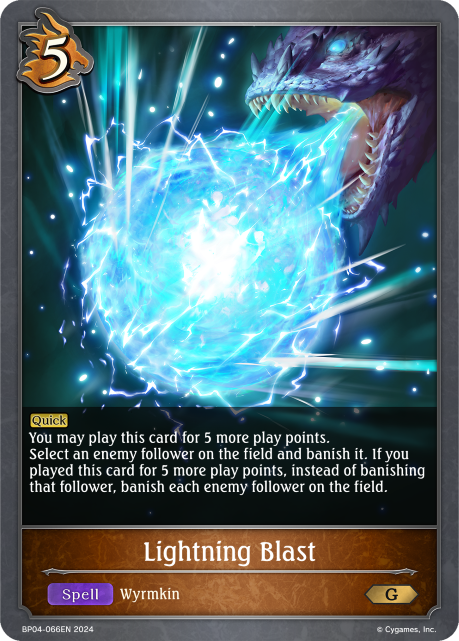 5
Quick
You may play this card for 5 more play points.
Select an enemy follower on the field and banish it. If you
played this card for 5 more play points, instead of banishing
that follower, banish each enemy follower on the field.
Lightning Blast
Spell Wyrmkin G
BP04-066EN 2024 © Cygames, Inc.